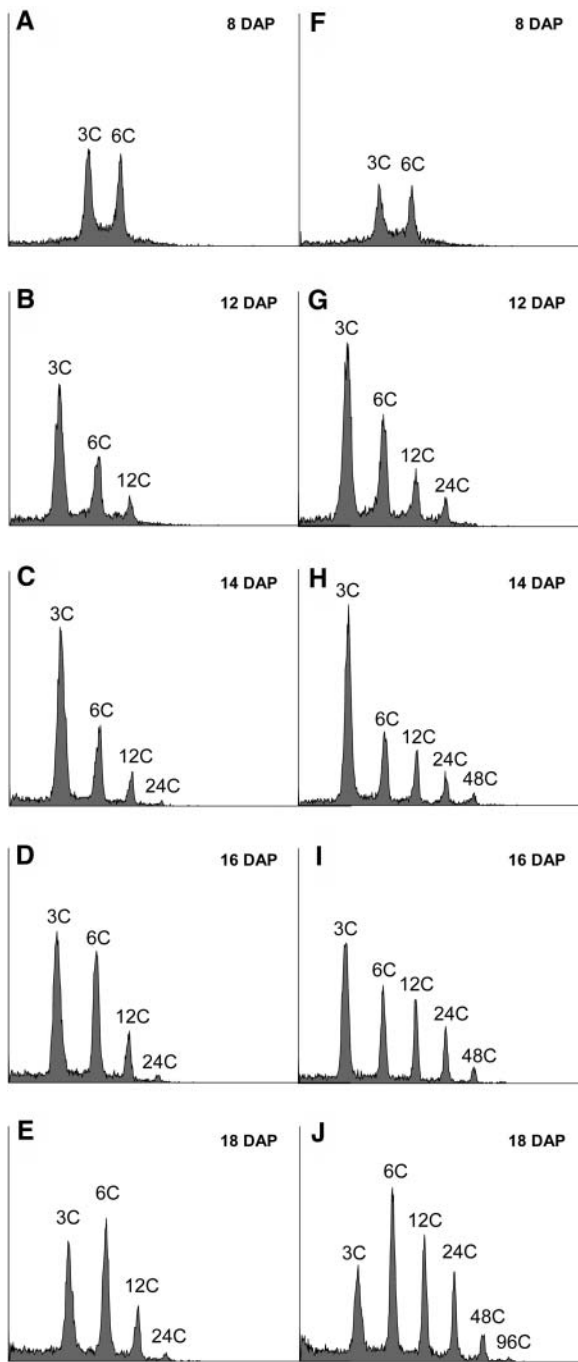 A 8 DAP
3C 6C
F 8 DAP
3C 6C
B 12 DAP
3C
6C
12C
G 12 DAP
3C
6C
12C
24C
C 14 DAP
3C
6C
12C
24C
H 14 DAP
3C
6C
12C
24C
48C
D 16 DAP
3C
6C
12C
24C
I 16 DAP
3C
6C
12C
24C
48C
E 18 DAP
3C
6C
12C
24C
J 18 DAP
3C
6C
12C
24C
48C
96C